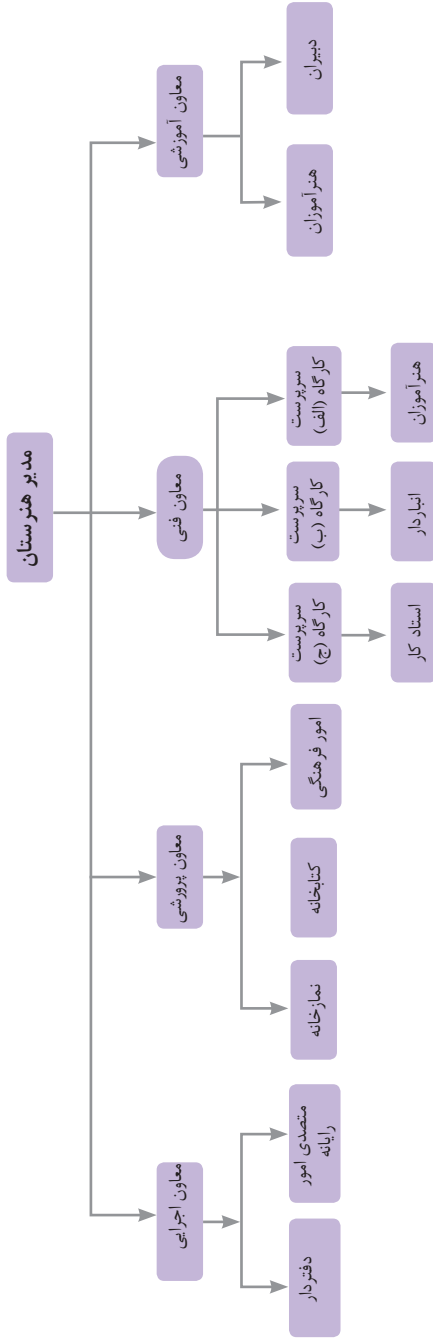 مدیر هنرستان
معاون آموزشی
معاون فنی
معاون پرورشی
معاون اجرایی
دبیران
هنرآموزان
سرپرست
کارگاه (الف)
سرپرست
کارگاه (ب)
سرپرست
کارگاه (ج)
امور فرهنگی
کتابخانه
نمازخانه
متصدی امور
رایانه
دفتردار
هنرآموزان
انباردار
استاد کار